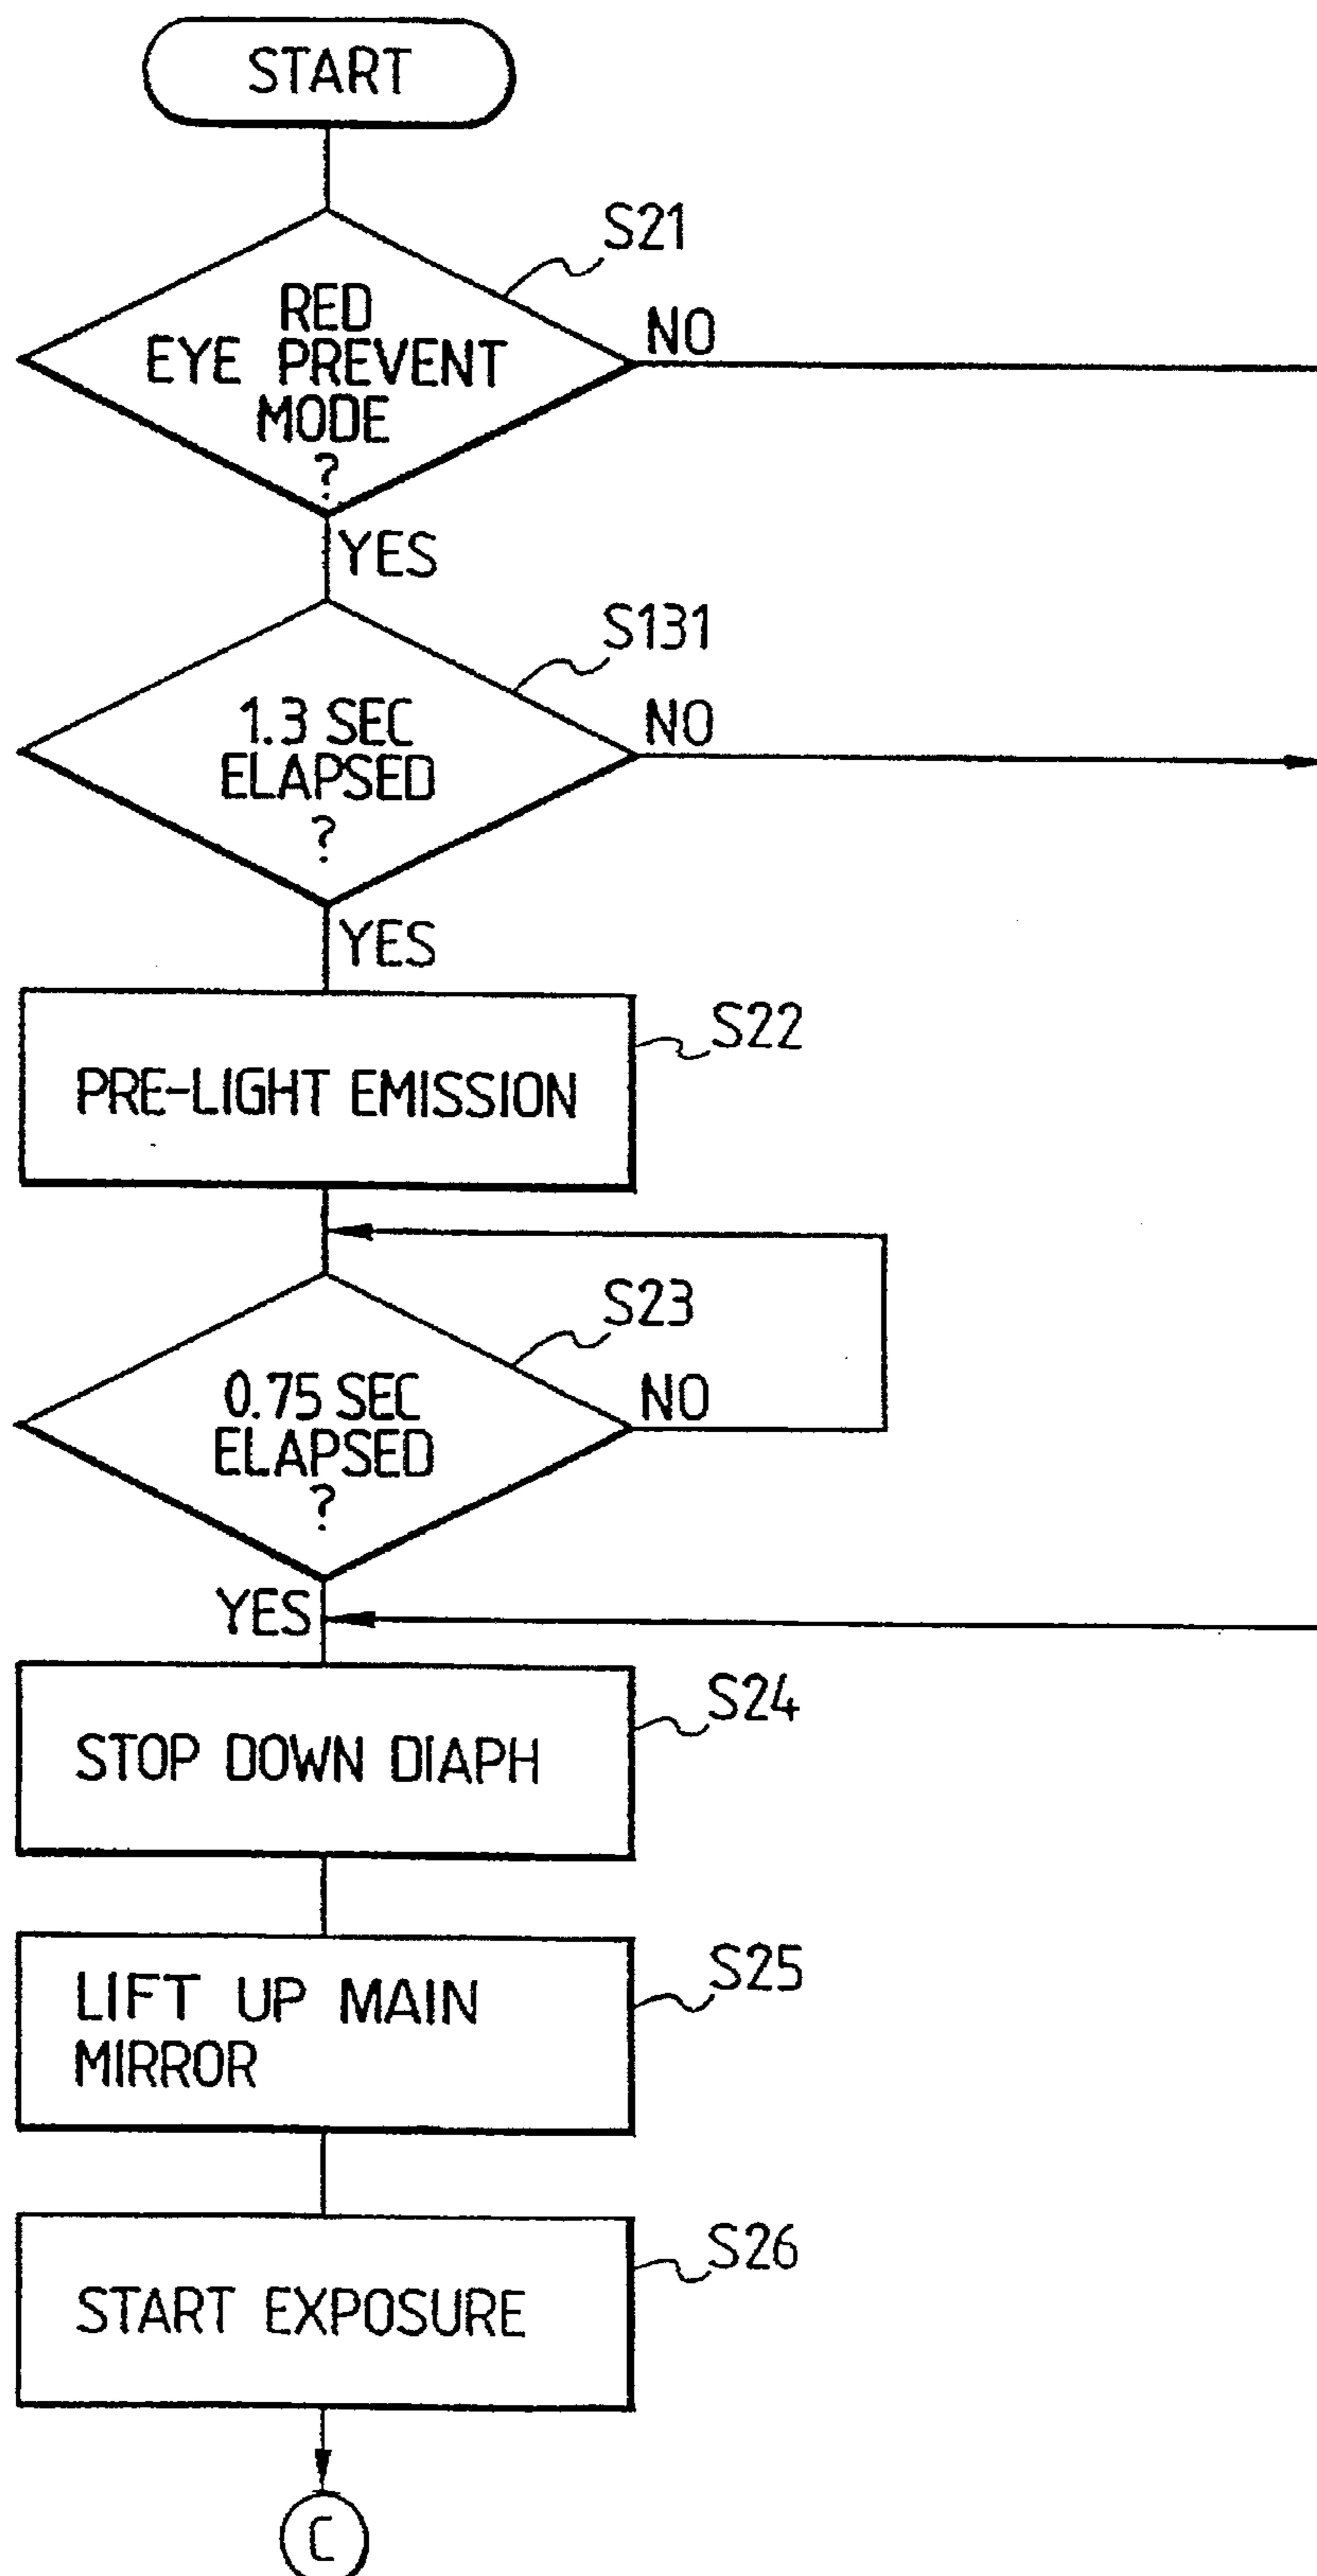 START
S21
RED
EYE PREVENT
MODE
?
NO
YES
S131
1.3 SEC
ELAPSED
?
NO
YES
S22
PRE-LIGHT EMISSION
S23
0.75 SEC
ELAPSED
?
NO
YES
S24
STOP DOWN DIAPH
S25
LIFT UP MAIN
MIRROR
S26
START EXPOSURE
C